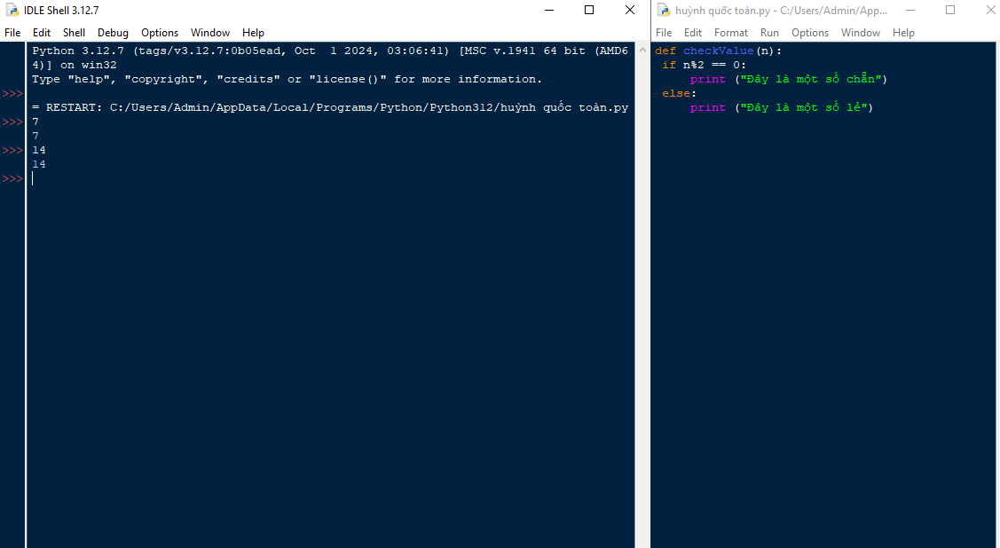 IDLE Shell 3.12.7
File Edit Shell Debug Options Window Help
Python 3.12.7 (tags/v3.12.7:0b05ead, Oct  1 2024, 03:06:41) [MSC v.1941 64 bit (AMD6
4)] on win32
Type "help", "copyright", "credits" or "license()" for more information.
>>>
= RESTART: C:/Users/Admin/AppData/Local/Programs/Python/Python312/huỳnh quốc toàn.py
>>> 7
7
>>> 14
14
>>>
huỳnh quốc toàn.py - C:/Users/Admin/App...
File Edit Format Run Options Window Help
def checkValue(n):
 if n%2 == 0:
     print ("Đây là một số chẵn")
 else:
     print ("Đây là một số lẻ")